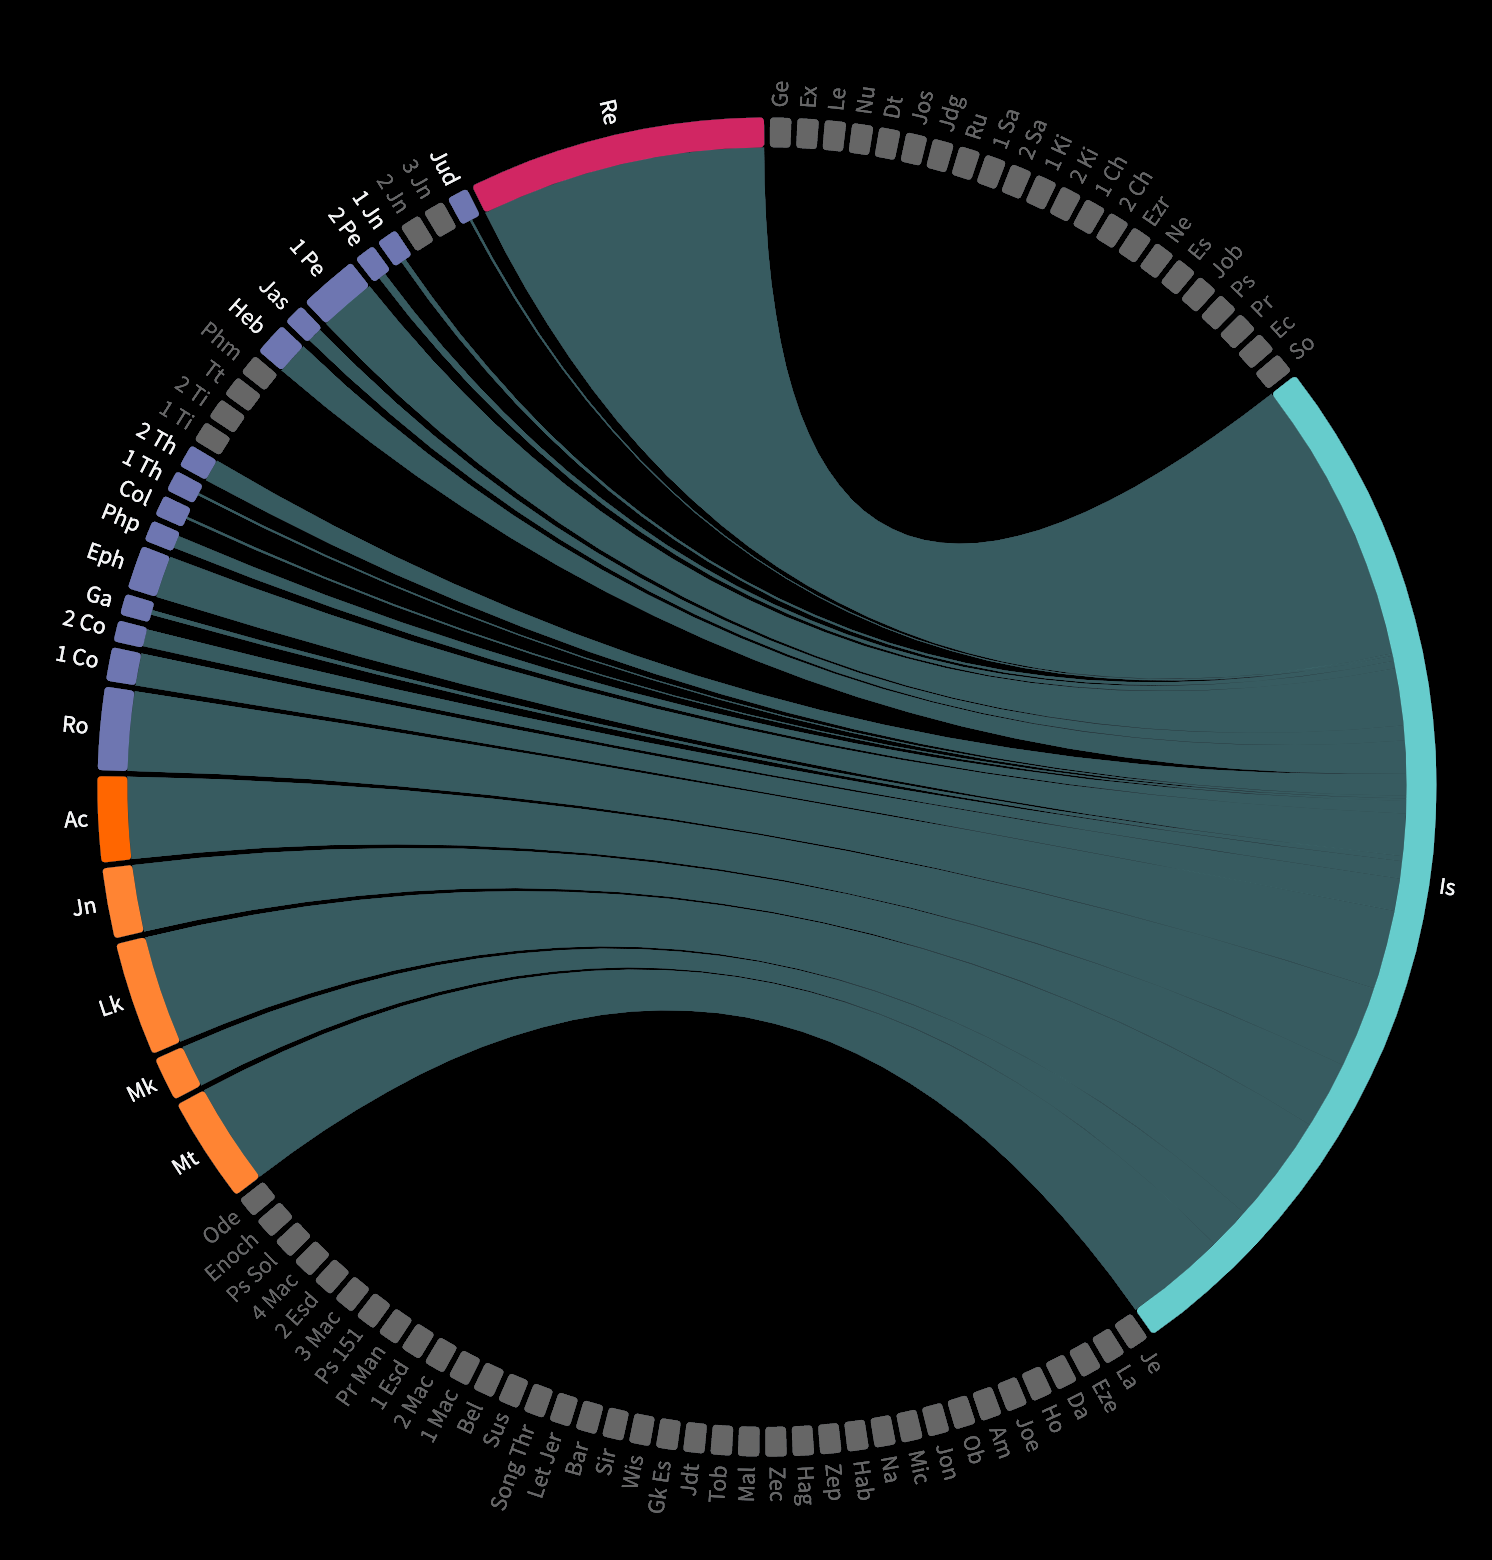 Ge
Ex
Le
Nu
Dt
Jos
Jdg
Ru
1 Sa
2 Sa
1 Ki
2 Ki
1 Ch
2 Ch
Ezr
Ne
Es
Job
Ps
Pr
Ec
So
Is
Je
La
Eze
Da
Ho
Joe
Am
Ob
Jon
Mic
Na
Hab
Zep
Hag
Zec
Mal
Tob
Jdt
Gk Es
Wis
Sir
Bar
Let Jer
Song Thr
Sus
Bel
1 Mac
2 Mac
1 Esd
Pr Man
Ps 151
3 Mac
2 Esd
4 Mac
Ps Sol
Enoch
Ode
Mt
Mk
Lk
Jn
Ac
Ro
1 Co
2 Co
Ga
Eph
Php
Col
1 Th
2 Th
1 Ti
2 Ti
Tt
Phm
Heb
Jas
1 Pe
2 Pe
1 Jn
2 Jn
3 Jn
Jud
Re